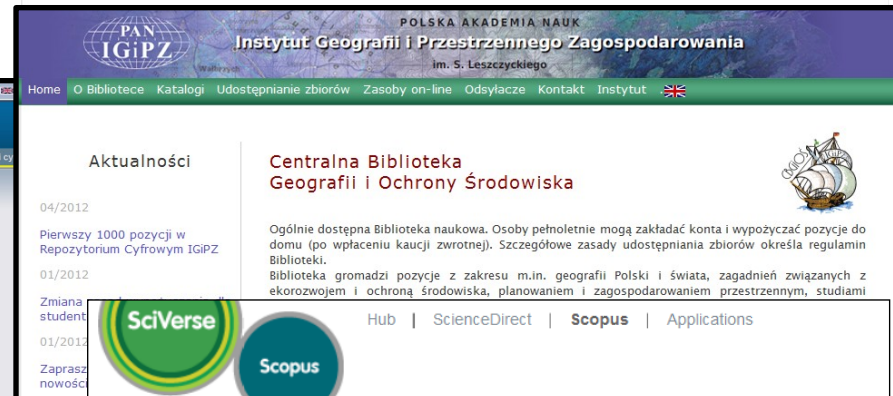 POLSKA AKADEMIA NAUK
PAN
IGiPZ
Instytut Geografii i Przestrzennego Zagospodarowania
im. S. Leszczyckiego
Home O Bibliotece Katalogi Udostępnianie zbiorów Zasoby on-line Odsyłacze Kontakt Instytut
Aktualności
04/2012
Pierwszy 1000 pozycji w
Repozytorium Cyfrowym IGiPZ
01/2012
Zmiana
student
01/2012
Zaprasz
nowości
Centralna Biblioteka
Geografii i Ochrony Środowiska
Ogólnie dostępna Biblioteka naukowa. Osoby pełnoletnie mogą zakładać konta i wypożyczać pozycje do
domu (po wpłaceniu kaucji zwrotnej). Szczegółowe zasady udostępniania zbiorów określa regulamin
Biblioteki.
Biblioteka gromadzi pozycje z zakresu m.in. geografii Polski i świata, zagadnień związanych z
ekorozwojem i ochroną środowiska, planowaniem i zagospodarowaniem przestrzennym, studiami
SciVerse
Scopus
Hub | ScienceDirect | Scopus | Applications